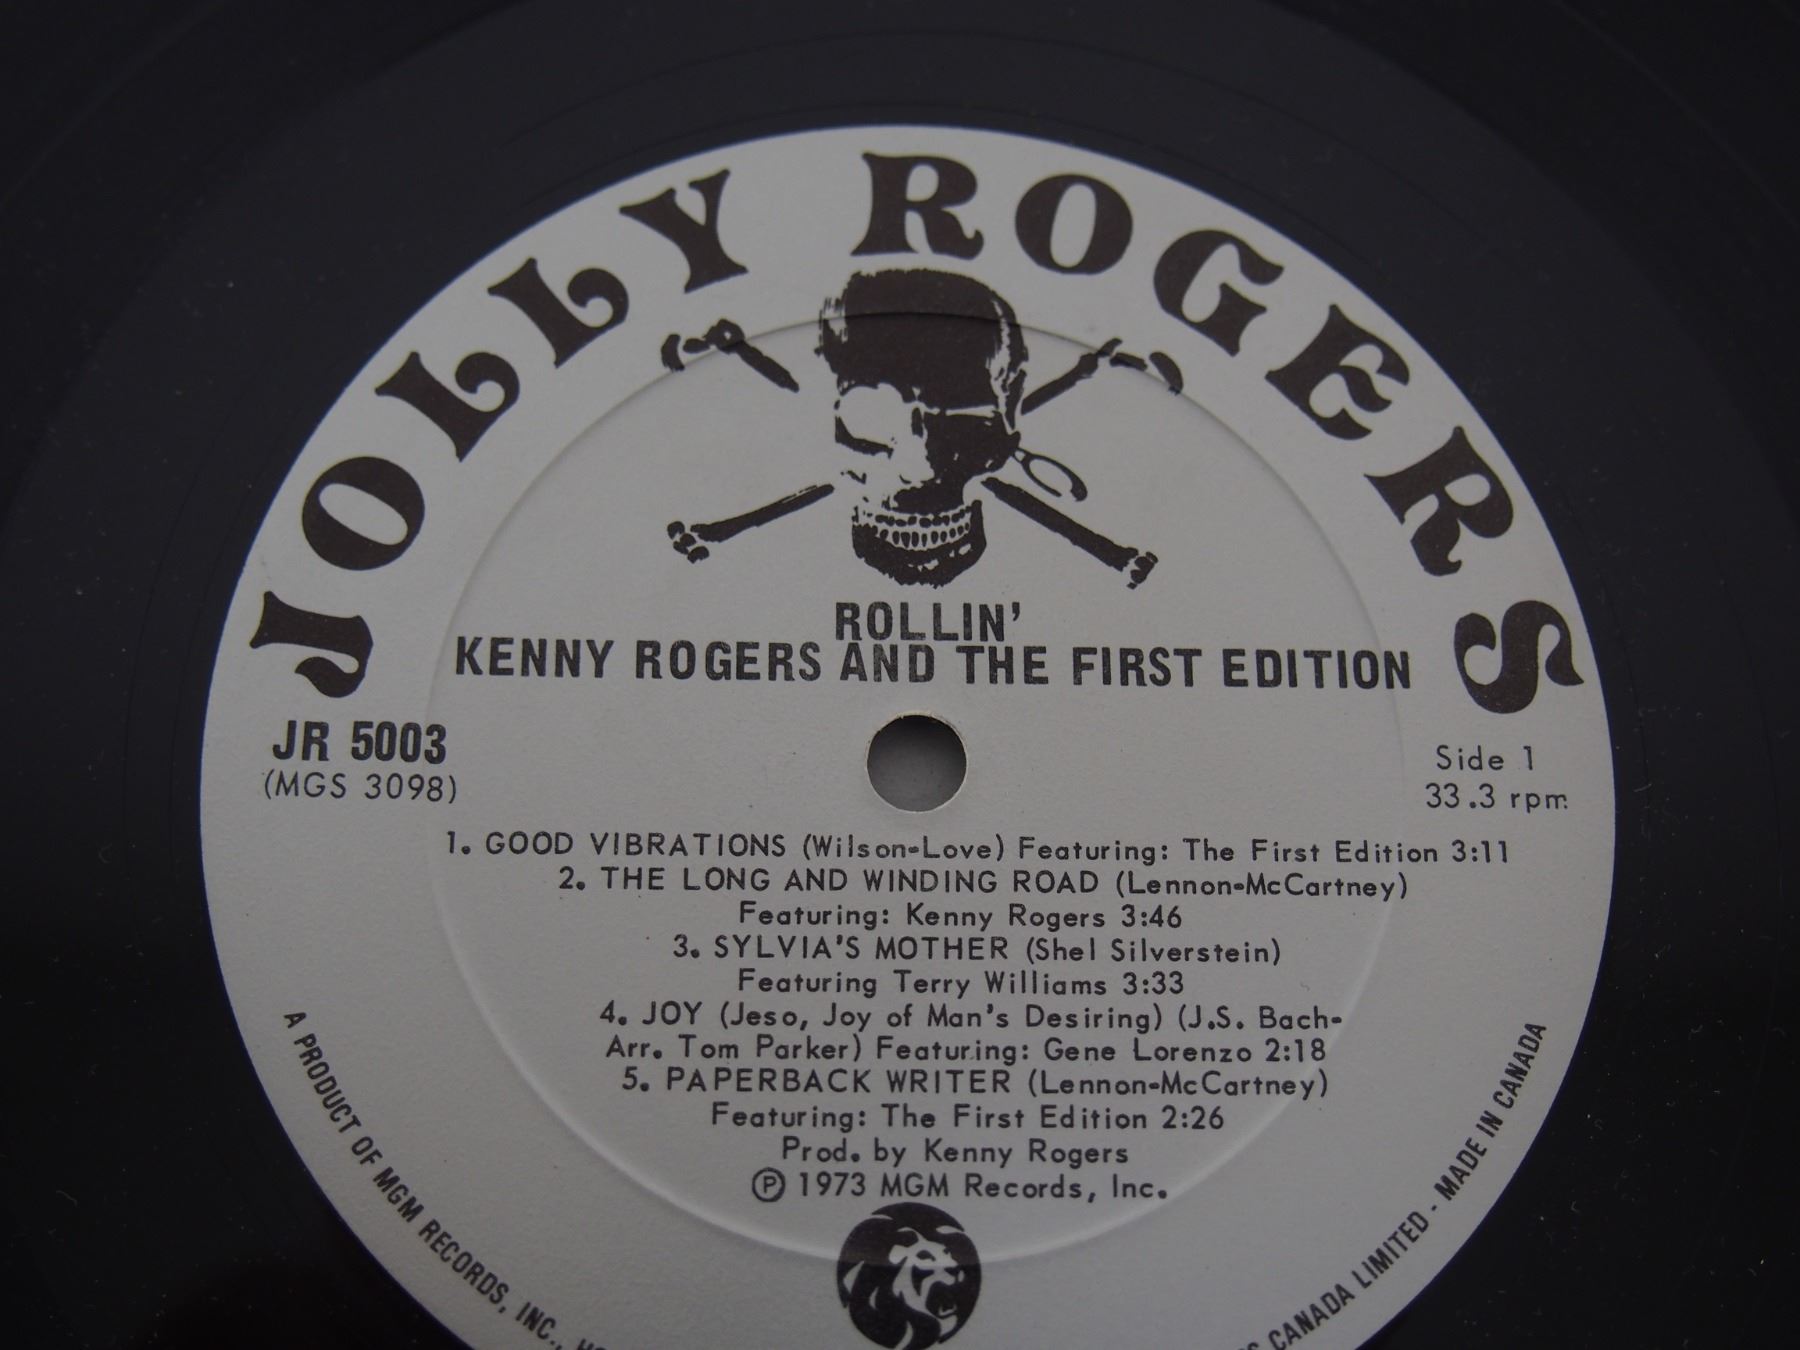 JOLLY ROGERS
ROLLIN'
KENNY ROGERS AND THE FIRST EDITION
JR 5003
(MGS 3098)
Side 1
33.3 rpm
1. GOOD VIBRATIONS (Wilson-Love) Featuring: The First Edition 3:11
2. THE LONG AND WINDING ROAD (Lennon-McCartney)
Featuring: Kenny Rogers 3:46
3. SYLVIA'S MOTHER (Shel Silverstein)
Featuring Terry Williams 3:33
4. JOY (Jeso, Joy of Man's Desiring) (J.S. Bach-
Arr. Tom Parker) Featuring: Gene Lorenzo 2:18
5. PAPERBACK WRITER (Lennon-McCartney)
Featuring: The First Edition 2:26
Prod. by Kenny Rogers
℗ 1973 MGM Records, Inc.
A PRODUCT OF MGM RECORDS, INC.,
CANADA LIMITED - MADE IN CANADA